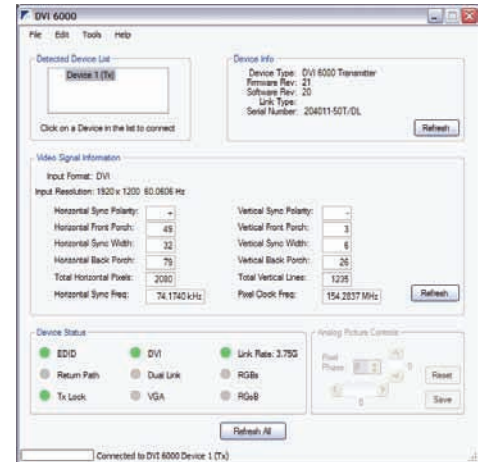 DVI 6000
File Edit Tools Help
Detected Device List
Device 1 (Tx)
Click on a Device in the list to connect
Device Info
Device Type: DVI 6000 Transmitter
Firmware Rev: 21
Software Rev: 20
Link Type:
Serial Number: 204011-50T/DL
Refresh
Video Signal Information
Input Format: DVI
Input Resolution: 1920 x 1200 60.0606 Hz
Horizontal Sync Polarity: +
Vertical Sync Polarity: -
Horizontal Front Porch: 49
Vertical Front Porch: 3
Horizontal Sync Width: 32
Vertical Sync Width: 6
Horizontal Back Porch: 79
Vertical Back Porch: 26
Total Horizontal Pixels: 2080
Total Vertical Lines: 1235
Horizontal Sync Freq: 74.1740 kHz
Pixel Clock Freq: 154.2837 MHz
Refresh
Device Status
EDID DVI Link Rate: 3.75G
Return Path Dual Link RGBs
Tx Lock VGA RGsB
Analog Picture Controls
Pixel
Phase
0
0
Reset
Save
Refresh All
Connected to DVI 6000 Device 1 (Tx)